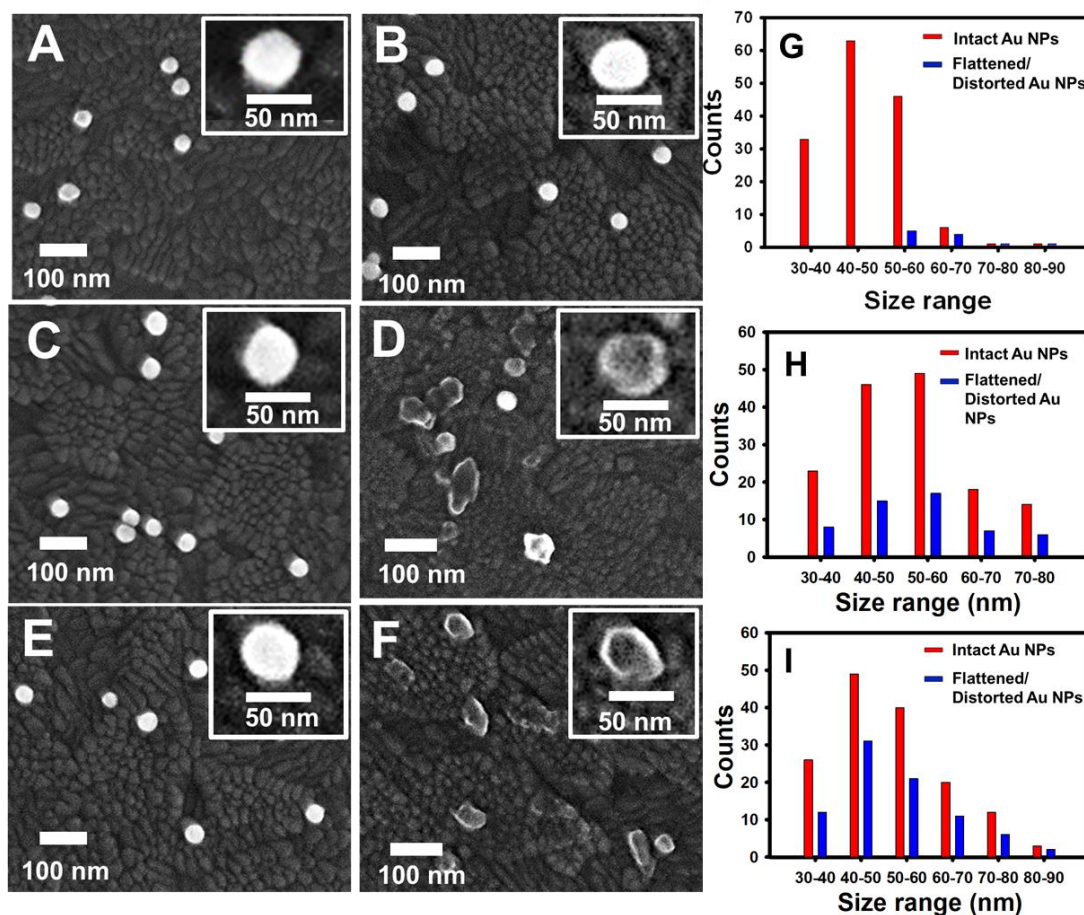 A
50 nm
100 nm
B
50 nm
100 nm
C
50 nm
100 nm
D
50 nm
100 nm
E
50 nm
100 nm
F
50 nm
100 nm
G
Intact Au NPs
Flattened/
Distorted Au NPs
Counts
70
60
50
40
30
20
10
0
30-40 40-50 50-60 60-70 70-80 80-90
Size range
H
Intact Au NPs
Flattened/
Distorted Au
NPs
Counts
60
50
40
30
20
10
0
30-40 40-50 50-60 60-70 70-80
Size range (nm)
I
Intact Au NPs
Flattened/
Distorted Au NPs
Counts
60
50
40
30
20
10
0
30-40 40-50 50-60 60-70 70-80 80-90
Size range (nm)